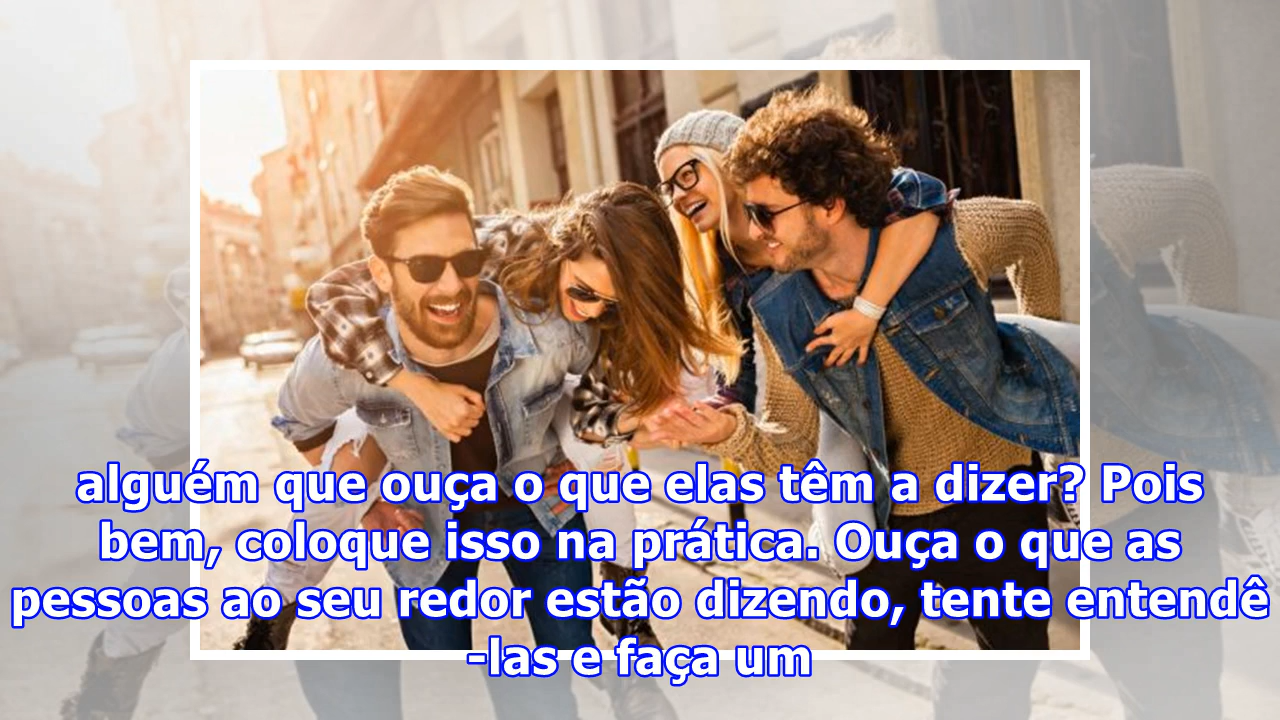 alguém que ouça o que elas têm a dizer? Pois
bem, coloque isso na prática. Ouça o que as
pessoas ao seu redor estão dizendo, tente entendê
-las e faça um